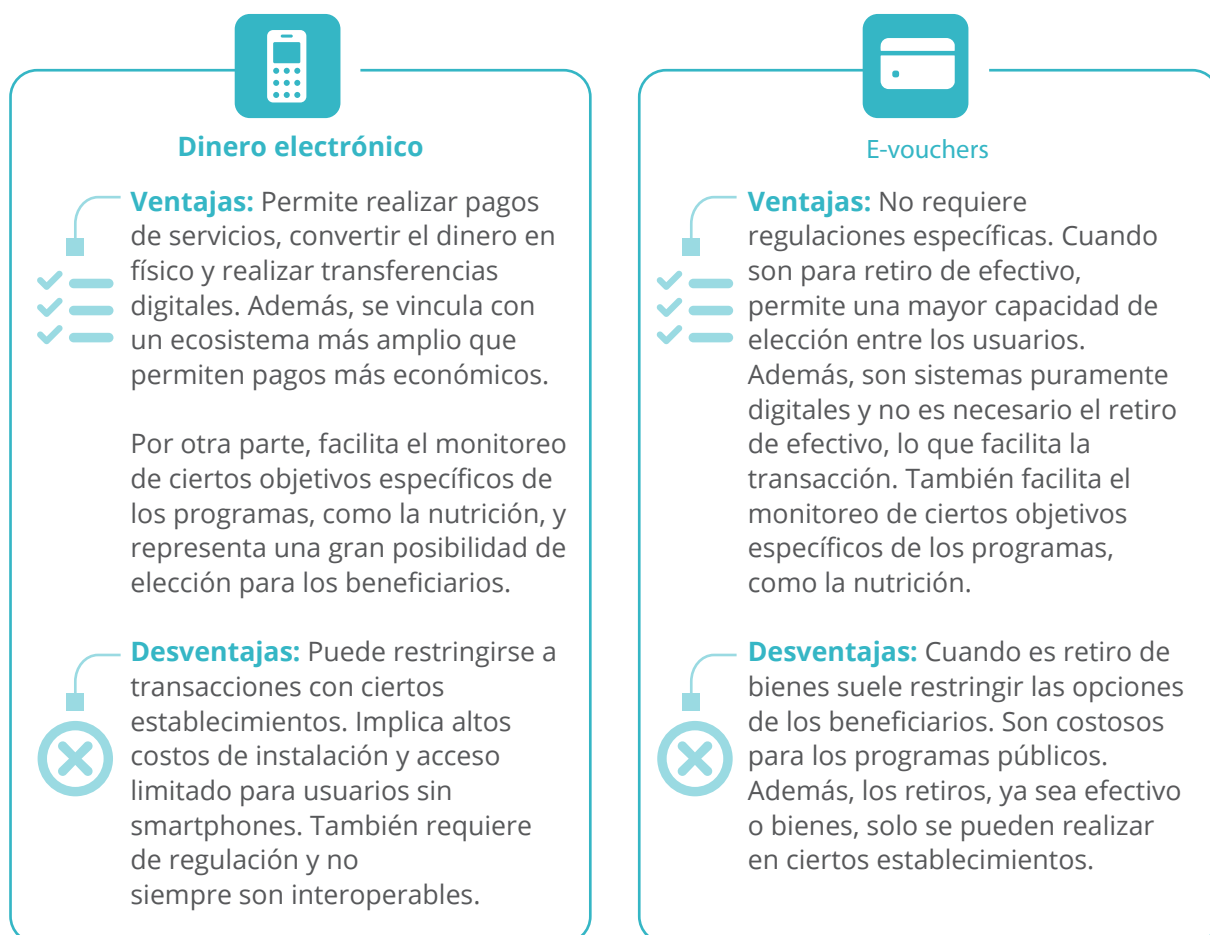 Dinero electrónico
Ventajas: Permite realizar pagos
de servicios, convertir el dinero en
físico y realizar transferencias
digitales. Además, se vincula con
un ecosistema más amplio que
permiten pagos más económicos.
Por otra parte, facilita el monitoreo
de ciertos objetivos específicos de
los programas, como la nutrición, y
representa una gran posibilidad de
elección para los beneficiarios.
Desventajas: Puede restringirse a
transacciones con ciertos
establecimientos. Implica altos
costos de instalación y acceso
limitado para usuarios sin
smartphones. También requiere
de regulación y no
siempre son interoperables.
E-vouchers
Ventajas: No requiere
regulaciones específicas. Cuando
son para retiro de efectivo,
permite una mayor capacidad de
elección entre los usuarios.
Además, son sistemas puramente
digitales y no es necesario el retiro
de efectivo, lo que facilita la
transacción. También facilita el
monitoreo de ciertos objetivos
específicos de los programas,
como la nutrición.
Desventajas: Cuando es retiro de
bienes suele restringir las opciones
de los beneficiarios. Son costosos
para los programas públicos.
Además, los retiros, ya sea efectivo
o bienes, solo se pueden realizar
en ciertos establecimientos.